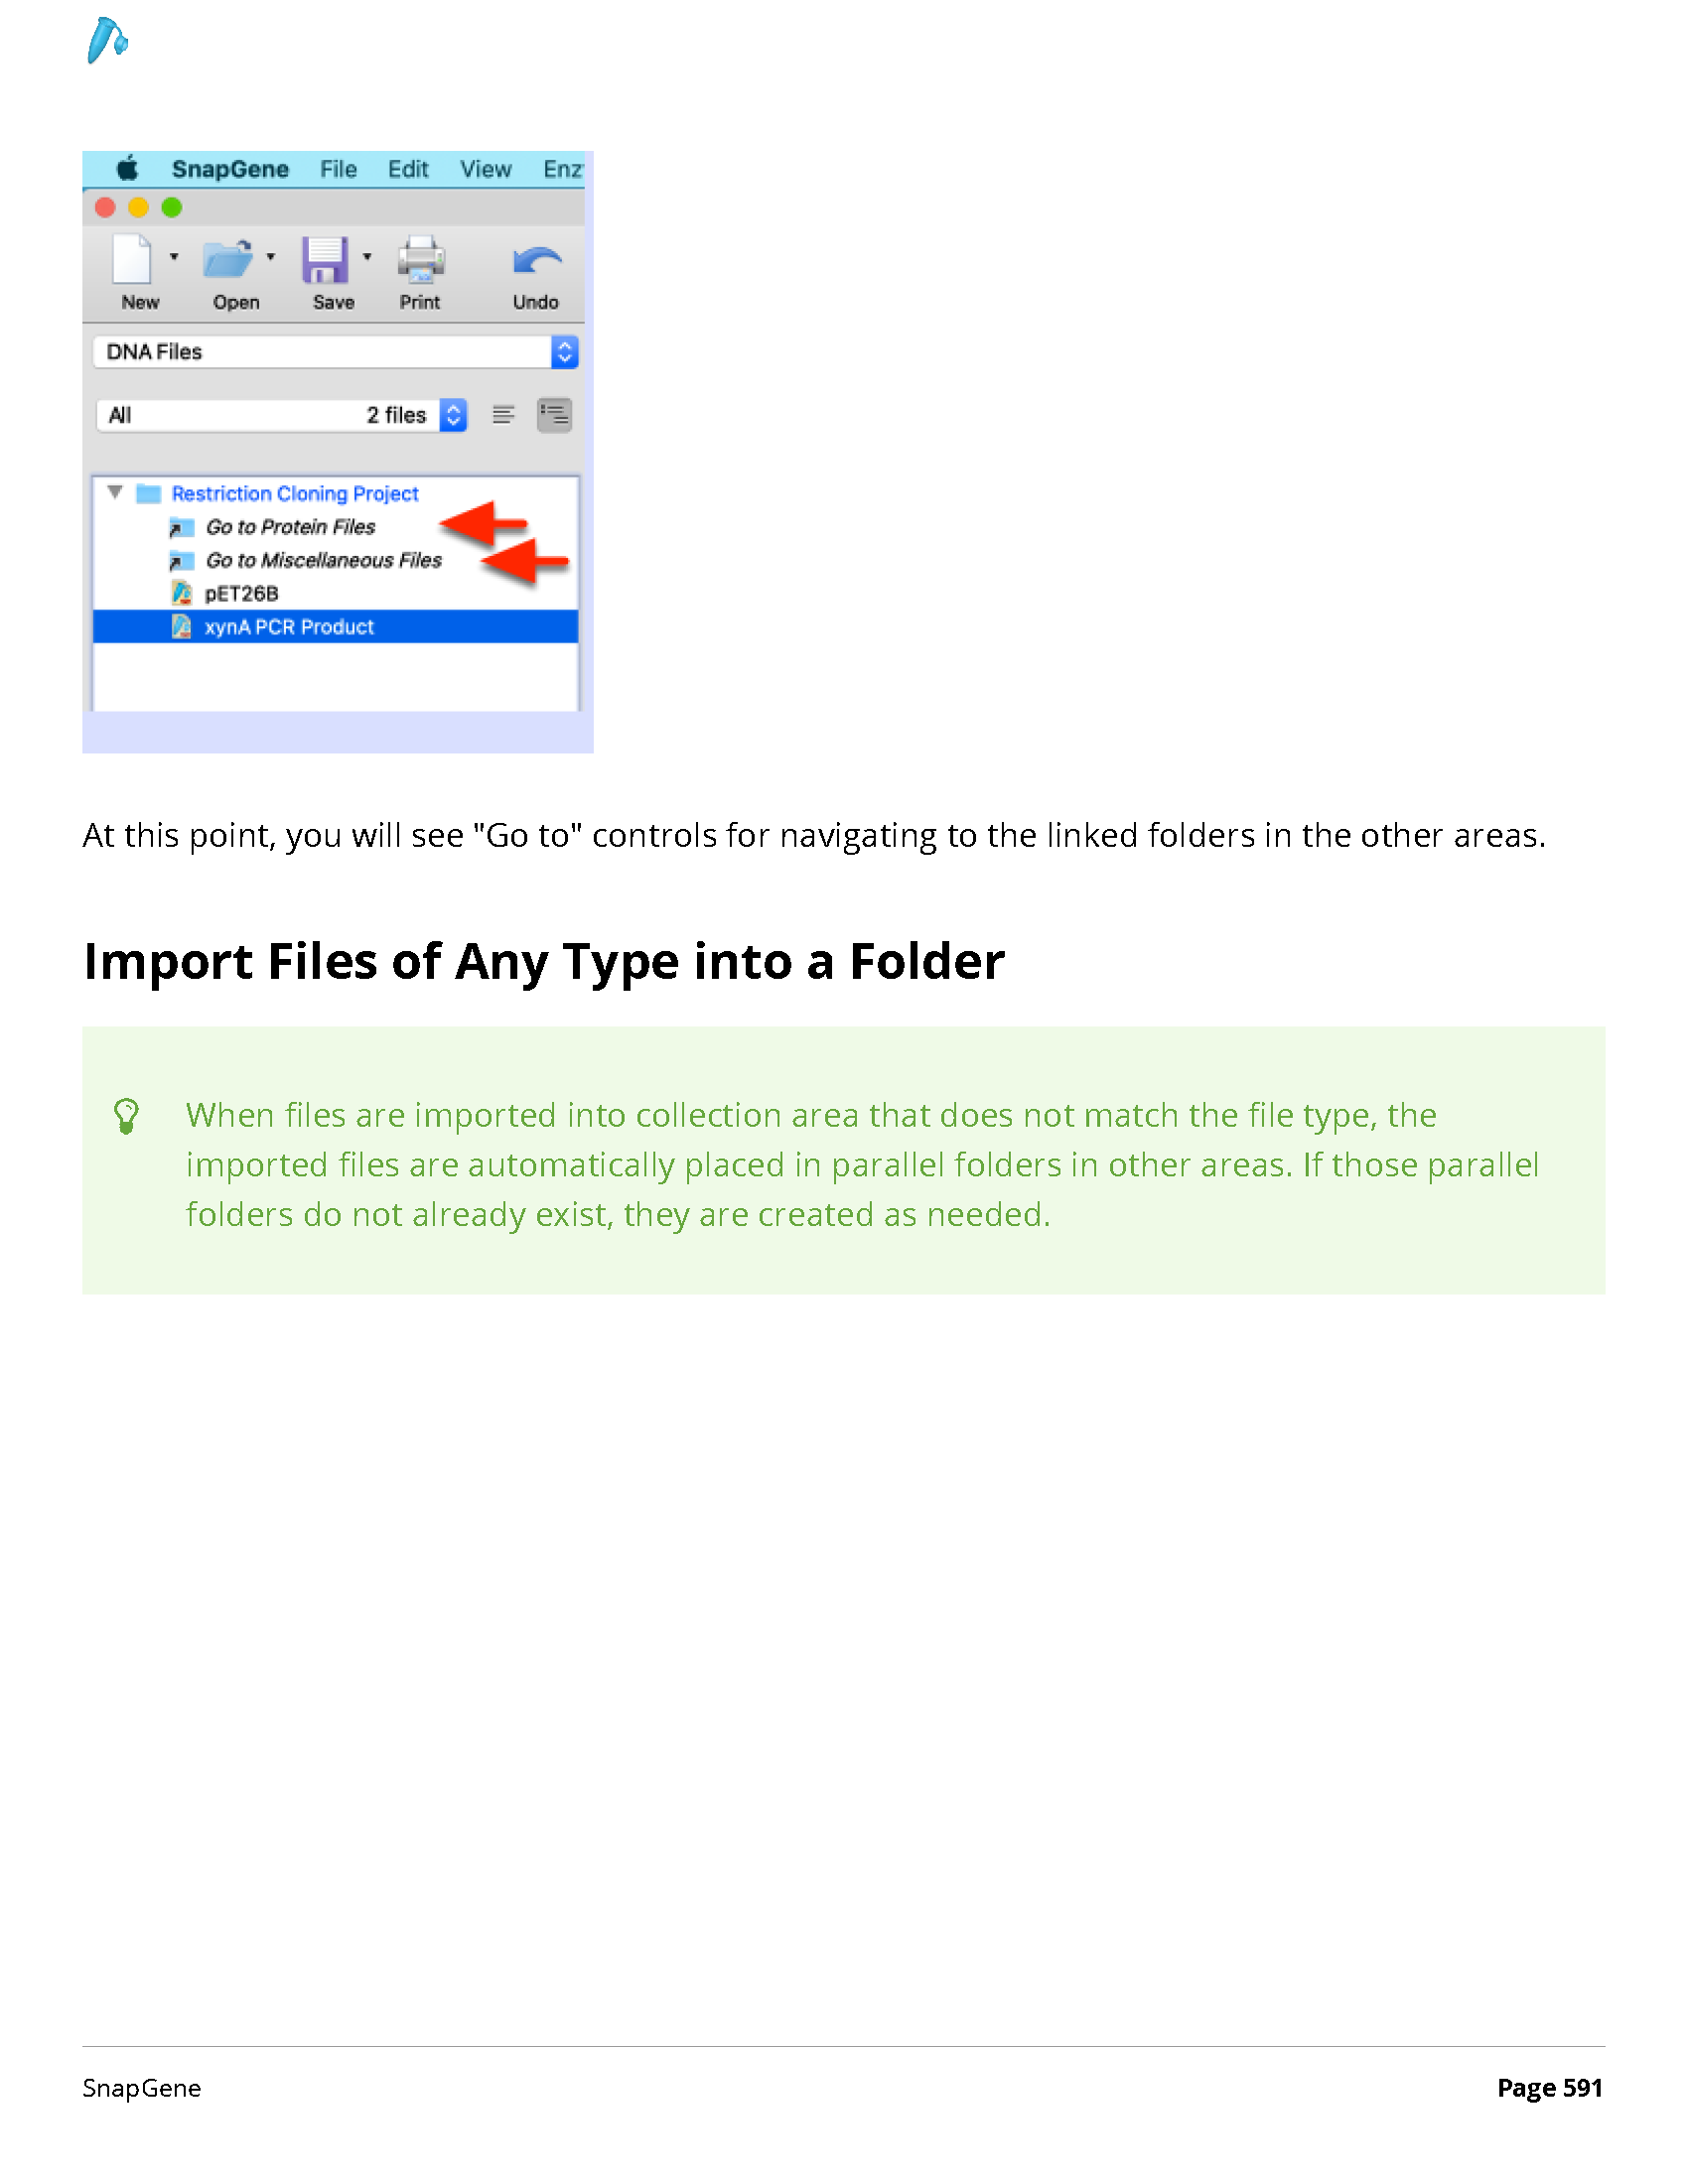 SnapGene File Edit View Enz
New Open Save Print Undo
DNA Files
All 2 files
Restriction Cloning Project
Go to Protein Files
Go to Miscellaneous Files
pET26B
xynA PCR Product
At this point, you will see "Go to" controls for navigating to the linked folders in the other areas.
Import Files of Any Type into a Folder
When files are imported into collection area that does not match the file type, the
imported files are automatically placed in parallel folders in other areas. If those parallel
folders do not already exist, they are created as needed.
SnapGene Page 591